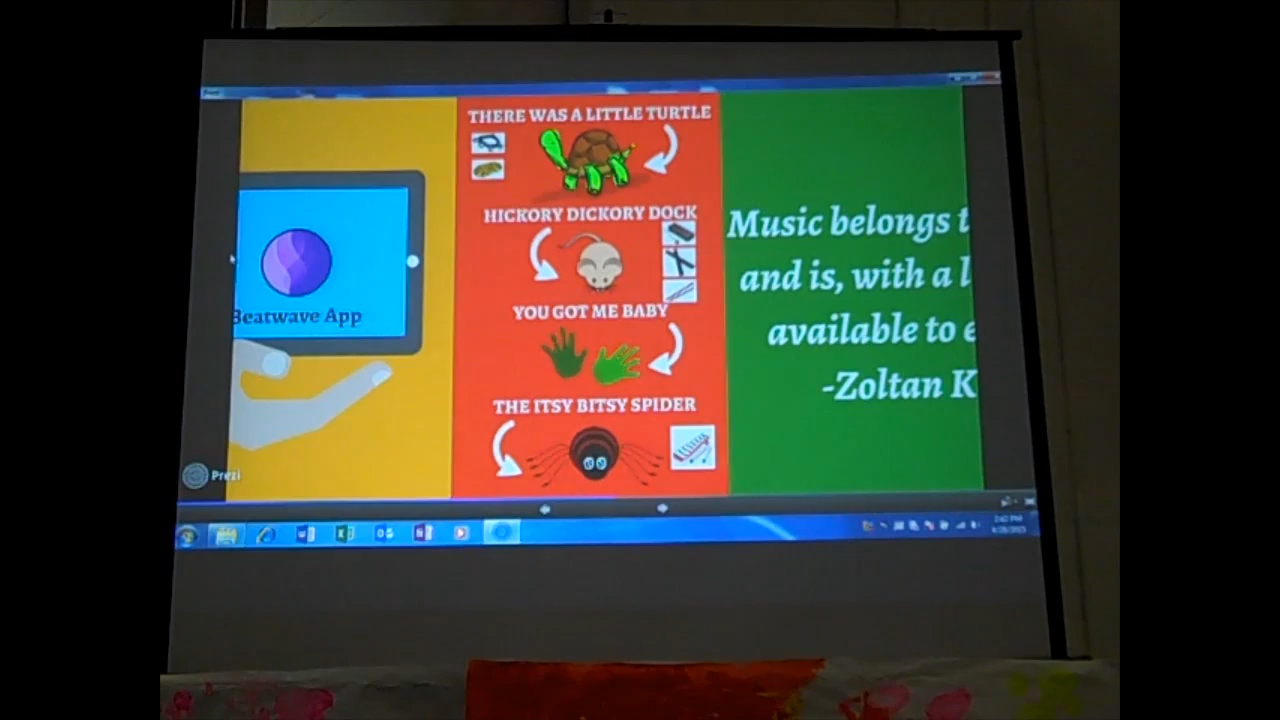 Beatwave App
THERE WAS A LITTLE TURTLE
HICKORY DICKORY DOCK
YOU GOT ME BABY
THE ITSY BITSY SPIDER
Music belongs t
and is, with a l
available to e
-Zoltan K
Prezi